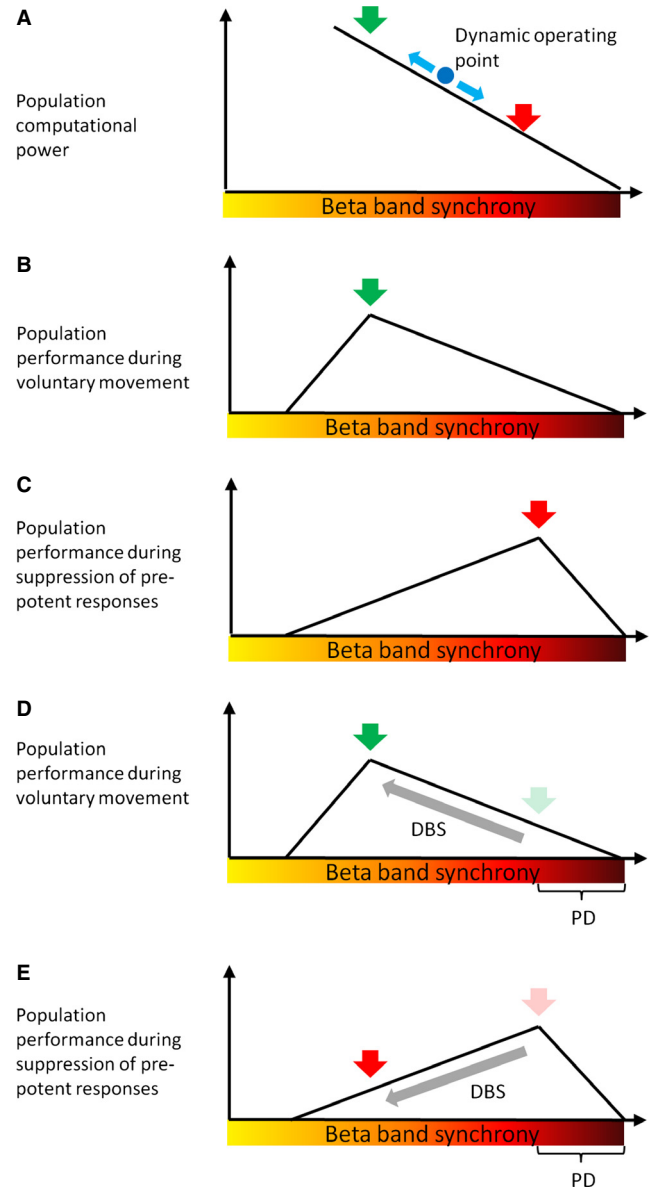 A
Population
computational
power
Dynamic operating
point
Beta band synchrony
B
Population
performance during
voluntary movement
Beta band synchrony
C
Population
performance during
suppression of pre-
potent responses
Beta band synchrony
D
Population
performance during
voluntary movement
DBS
Beta band synchrony
PD
E
Population
performance during
suppression of pre-
potent responses
DBS
Beta band synchrony
PD